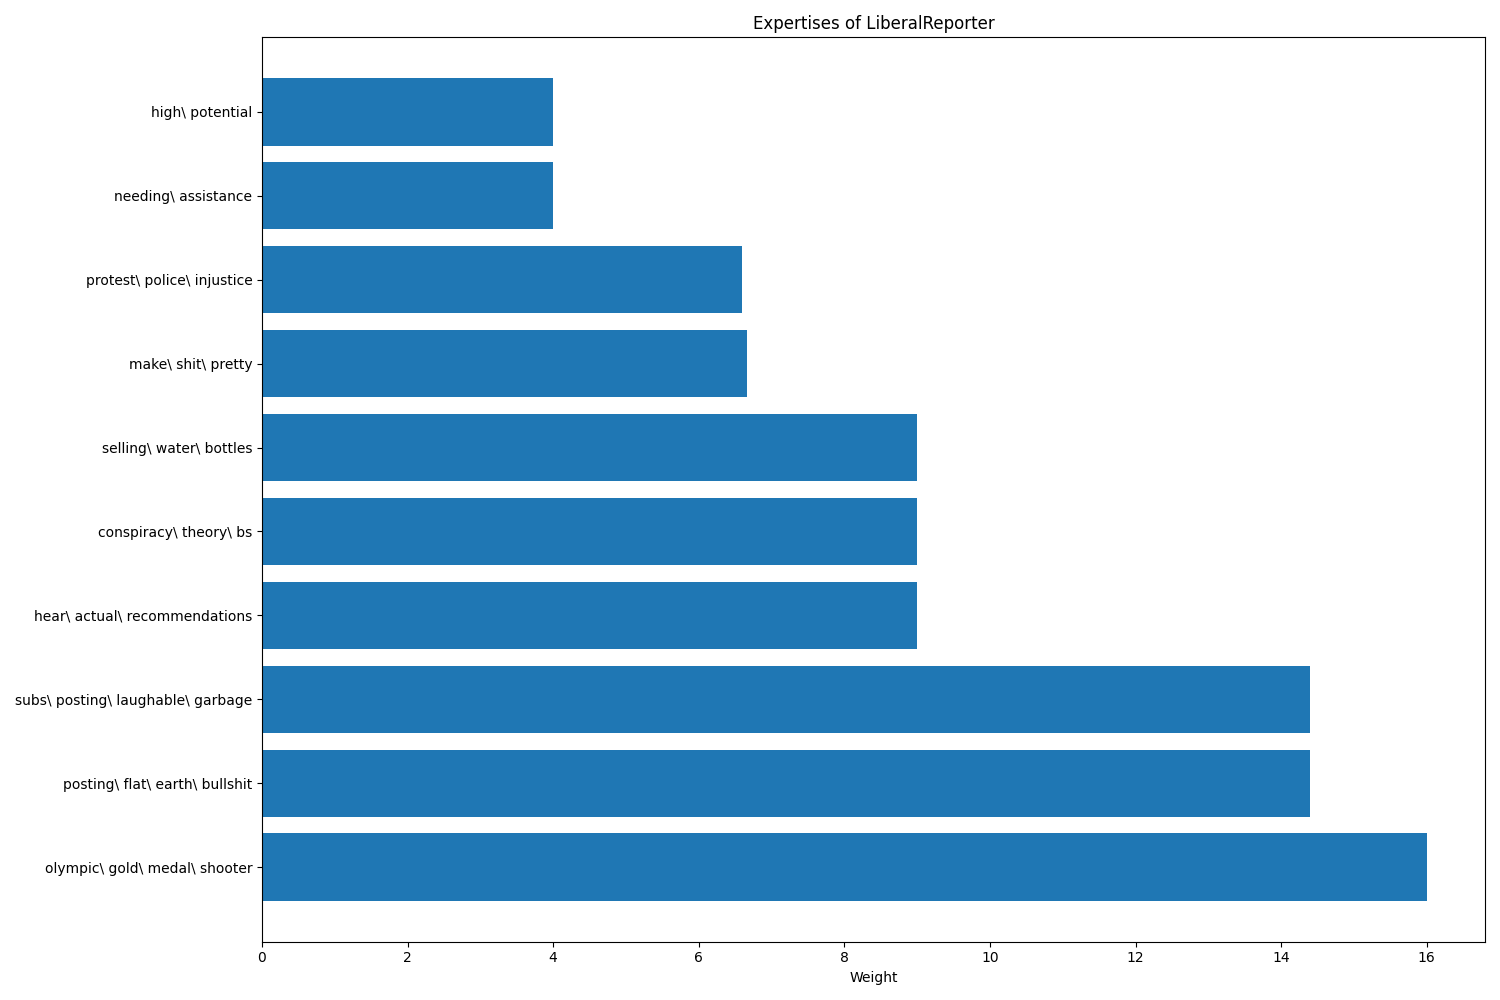 Expertises of LiberalReporter
high\ potential
needing\ assistance
protest\ police\ injustice
make\ shit\ pretty
selling\ water\ bottles
conspiracy\ theory\ bs
hear\ actual\ recommendations
subs\ posting\ laughable\ garbage
posting\ flat\ earth\ bullshit
olympic\ gold\ medal\ shooter
0 2 4 6 8 10 12 14 16
Weight